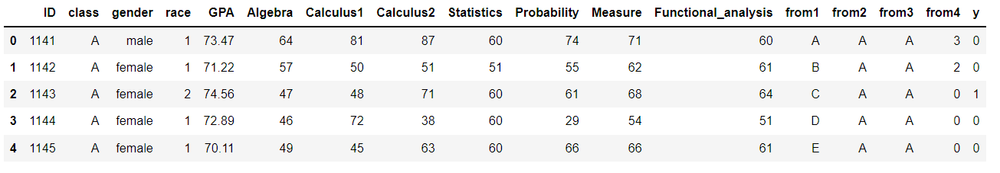 ID class gender race GPA Algebra Calculus1 Calculus2 Statistics Probability Measure Functional_analysis from1 from2 from3 from4 y
0 1141 A male 1 73.47 64 81 87 60 74 71 60 A A A 3 0
1 1142 A female 1 71.22 57 50 51 51 55 62 61 B A A 2 0
2 1143 A female 2 74.56 47 48 71 60 61 68 64 C A A 0 1
3 1144 A female 1 72.89 46 72 38 60 29 54 51 D A A 0 0
4 1145 A female 1 70.11 49 45 63 60 66 66 61 E A A 0 0